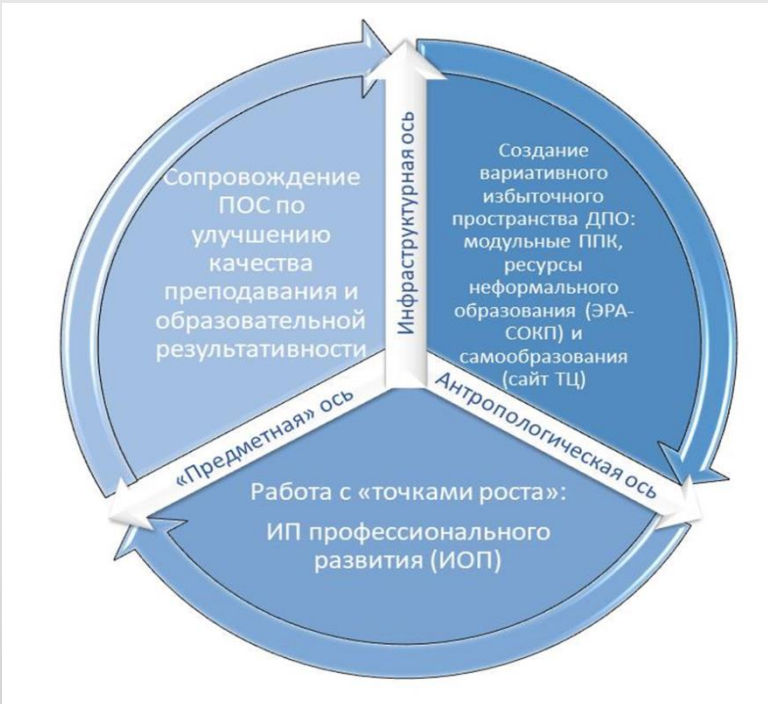 Сопровождение
ПОС по
улучшению
качества
преподавания и
образовательной
результативности
Инфраструктурная ось
Создание
вариативного
избыточного
пространства ДПО:
модульные ППК,
ресурсы
неформального
образования (ЭРА-
СОКП) и
самообразования
(сайт ТЦ)
«Предметная» ось
Антропологическая ось
Работа с «точками роста»:
ИП профессионального
развития (ИОП)